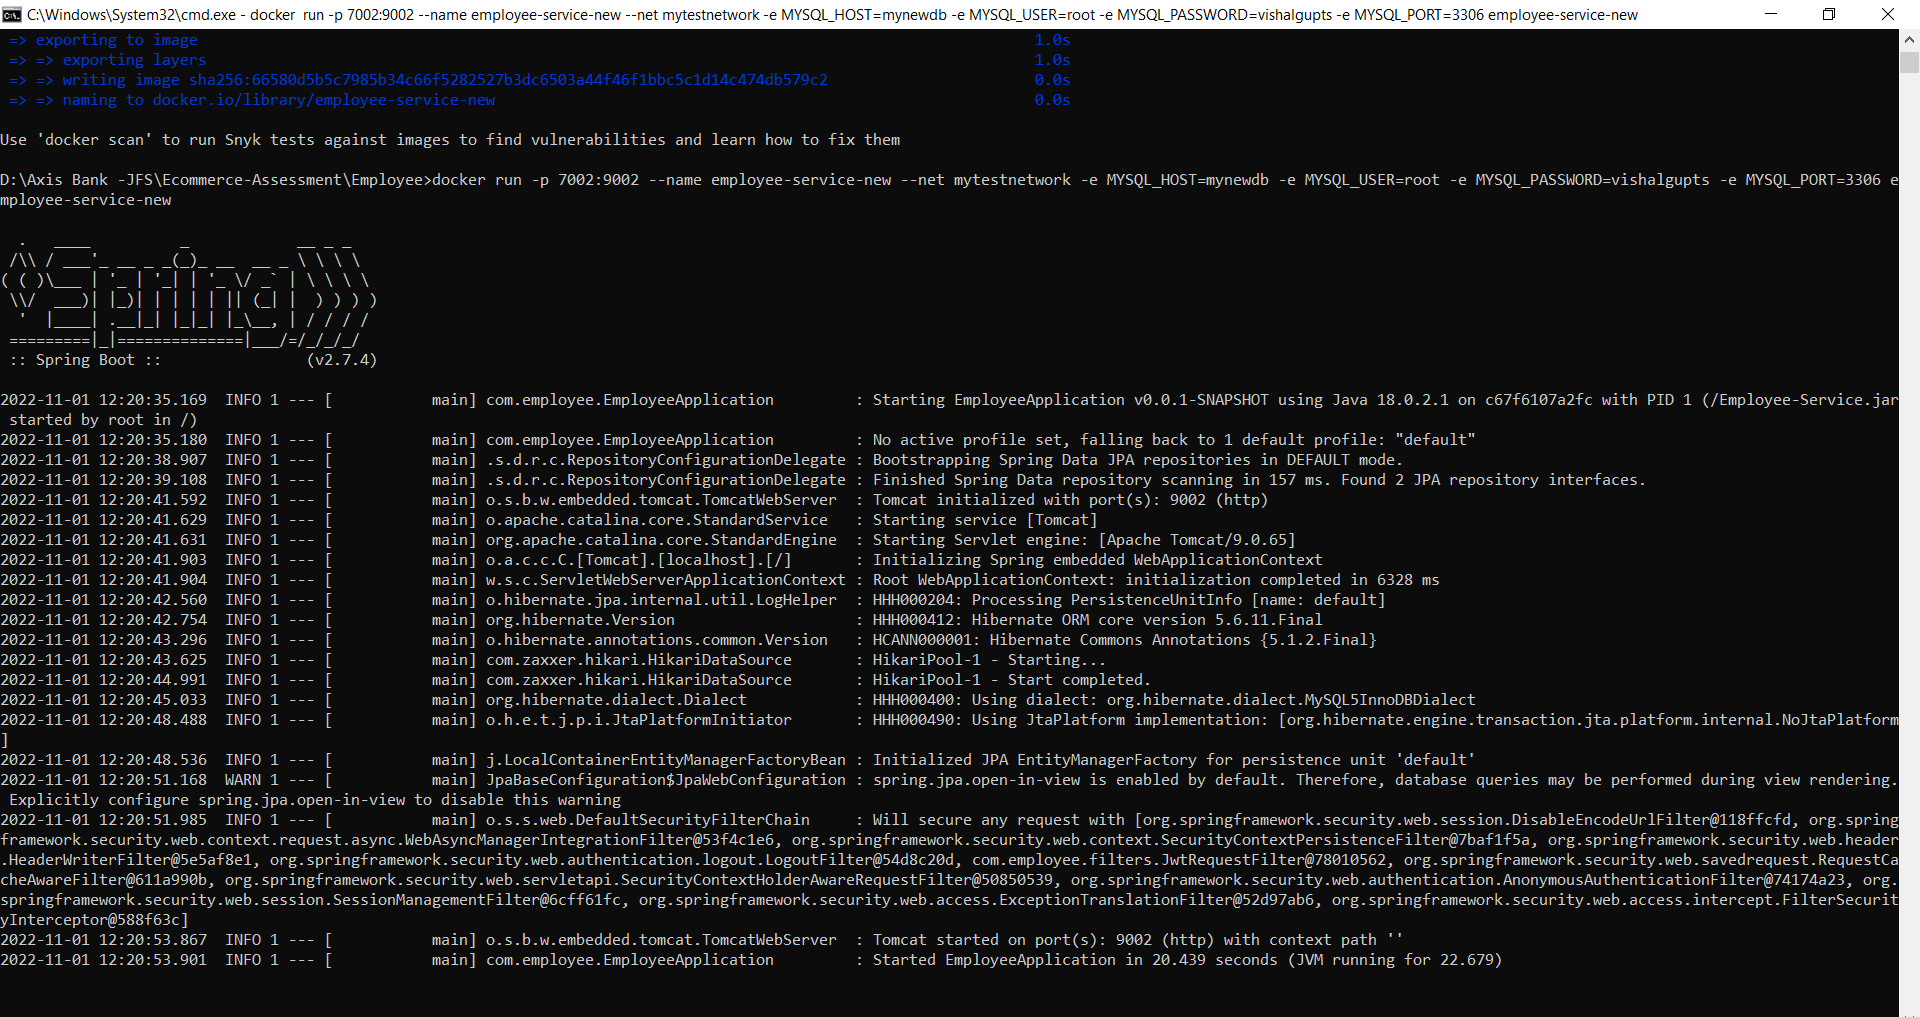 C:\Windows\System32\cmd.exe - docker  run -p 7002:9002 --name employee-service-new --net mytestnetwork -e MYSQL_HOST=mynewdb -e MYSQL_USER=root -e MYSQL_PASSWORD=vishalgupts -e MYSQL_PORT=3306 employee-service-new
=> exporting to image 1.0s
=> => exporting layers 1.0s
=> => writing image sha256:66580d5b5c7985b34c66f5282527b3dc6503a44f46f1bbc5c1d14c474db579c2 0.0s
=> => naming to docker.io/library/employee-service-new 0.0s
Use 'docker scan' to run Snyk tests against images to find vulnerabilities and learn how to fix them
D:\Axis Bank -JFS\Ecommerce-Assessment\Employee>docker run -p 7002:9002 --name employee-service-new --net mytestnetwork -e MYSQL_HOST=mynewdb -e MYSQL_USER=root -e MYSQL_PASSWORD=vishalgupts -e MYSQL_PORT=3306 e
mployee-service-new
  .   ____          _            __ _ _
 /\\ / ___'_ __ _ _(_)_ __  __ _ \ \ \ \
( ( )\___ | '_ | '_| | '_ \/ _` | \ \ \ \
 \\/  ___)| |_)| | | | | || (_| |  ) ) ) )
  '  |____| .__|_| |_|_| |_\__, | / / / /
 =========|_|==============|___/=/_/_/_/
 :: Spring Boot ::                (v2.7.4)
2022-11-01 12:20:35.169  INFO 1 --- [           main] com.employee.EmployeeApplication         : Starting EmployeeApplication v0.0.1-SNAPSHOT using Java 18.0.2.1 on c67f6107a2fc with PID 1 (/Employee-Service.jar
 started by root in /)
2022-11-01 12:20:35.180  INFO 1 --- [           main] com.employee.EmployeeApplication         : No active profile set, falling back to 1 default profile: "default"
2022-11-01 12:20:38.907  INFO 1 --- [           main] .s.d.r.c.RepositoryConfigurationDelegate : Bootstrapping Spring Data JPA repositories in DEFAULT mode.
2022-11-01 12:20:39.108  INFO 1 --- [           main] .s.d.r.c.RepositoryConfigurationDelegate : Finished Spring Data repository scanning in 157 ms. Found 2 JPA repository interfaces.
2022-11-01 12:20:41.592  INFO 1 --- [           main] o.s.b.w.embedded.tomcat.TomcatWebServer  : Tomcat initialized with port(s): 9002 (http)
2022-11-01 12:20:41.629  INFO 1 --- [           main] o.apache.catalina.core.StandardService   : Starting service [Tomcat]
2022-11-01 12:20:41.631  INFO 1 --- [           main] org.apache.catalina.core.StandardEngine  : Starting Servlet engine: [Apache Tomcat/9.0.65]
2022-11-01 12:20:41.903  INFO 1 --- [           main] o.a.c.c.C.[Tomcat].[localhost].[/]       : Initializing Spring embedded WebApplicationContext
2022-11-01 12:20:41.904  INFO 1 --- [           main] w.s.c.ServletWebServerApplicationContext : Root WebApplicationContext: initialization completed in 6328 ms
2022-11-01 12:20:42.560  INFO 1 --- [           main] o.hibernate.jpa.internal.util.LogHelper  : HHH000204: Processing PersistenceUnitInfo [name: default]
2022-11-01 12:20:42.754  INFO 1 --- [           main] org.hibernate.Version                    : HHH000412: Hibernate ORM core version 5.6.11.Final
2022-11-01 12:20:43.296  INFO 1 --- [           main] o.hibernate.annotations.common.Version   : HCANN000001: Hibernate Commons Annotations {5.1.2.Final}
2022-11-01 12:20:43.625  INFO 1 --- [           main] com.zaxxer.hikari.HikariDataSource       : HikariPool-1 - Starting...
2022-11-01 12:20:44.991  INFO 1 --- [           main] com.zaxxer.hikari.HikariDataSource       : HikariPool-1 - Start completed.
2022-11-01 12:20:45.033  INFO 1 --- [           main] org.hibernate.dialect.Dialect            : HHH000400: Using dialect: org.hibernate.dialect.MySQL5InnoDBDialect
2022-11-01 12:20:48.488  INFO 1 --- [           main] o.h.e.t.j.p.i.JtaPlatformInitiator       : HHH000490: Using JtaPlatform implementation: [org.hibernate.engine.transaction.jta.platform.internal.NoJtaPlatform
]
2022-11-01 12:20:48.536  INFO 1 --- [           main] j.LocalContainerEntityManagerFactoryBean : Initialized JPA EntityManagerFactory for persistence unit 'default'
2022-11-01 12:20:51.168  WARN 1 --- [           main] JpaBaseConfiguration$JpaWebConfiguration : spring.jpa.open-in-view is enabled by default. Therefore, database queries may be performed during view rendering.
 Explicitly configure spring.jpa.open-in-view to disable this warning
2022-11-01 12:20:51.985  INFO 1 --- [           main] o.s.s.web.DefaultSecurityFilterChain     : Will secure any request with [org.springframework.security.web.session.DisableEncodeUrlFilter@118ffcfd, org.spring
framework.security.web.context.request.async.WebAsyncManagerIntegrationFilter@53f4c1e6, org.springframework.security.web.context.SecurityContextPersistenceFilter@7baf1f5a, org.springframework.security.web.header
.HeaderWriterFilter@5e5af8e1, org.springframework.security.web.authentication.logout.LogoutFilter@54d8c20d, com.employee.filters.JwtRequestFilter@78010562, org.springframework.security.web.savedrequest.RequestCa
cheAwareFilter@611a990b, org.springframework.security.web.servletapi.SecurityContextHolderAwareRequestFilter@50850539, org.springframework.security.web.authentication.AnonymousAuthenticationFilter@74174a23, org.
springframework.security.web.session.SessionManagementFilter@6cff61fc, org.springframework.security.web.access.ExceptionTranslationFilter@52d97ab6, org.springframework.security.web.access.intercept.FilterSecurit
yInterceptor@588f63c]
2022-11-01 12:20:53.867  INFO 1 --- [           main] o.s.b.w.embedded.tomcat.TomcatWebServer  : Tomcat started on port(s): 9002 (http) with context path ''
2022-11-01 12:20:53.901  INFO 1 --- [           main] com.employee.EmployeeApplication         : Started EmployeeApplication in 20.439 seconds (JVM running for 22.679)